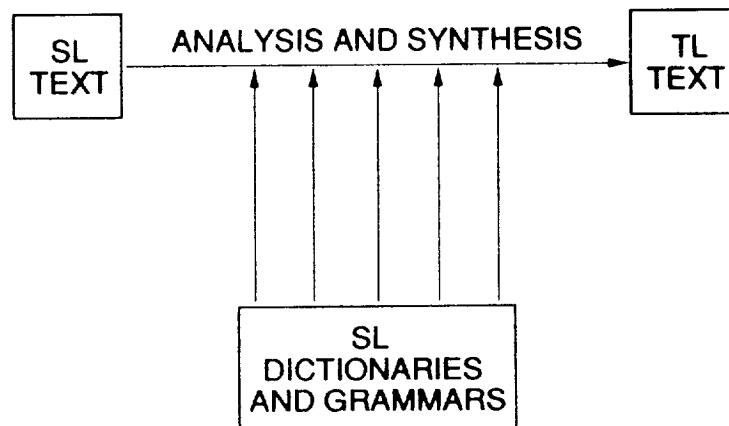 SL
TEXT
ANALYSIS AND SYNTHESIS
TL
TEXT
SL
DICTIONARIES
AND GRAMMARS